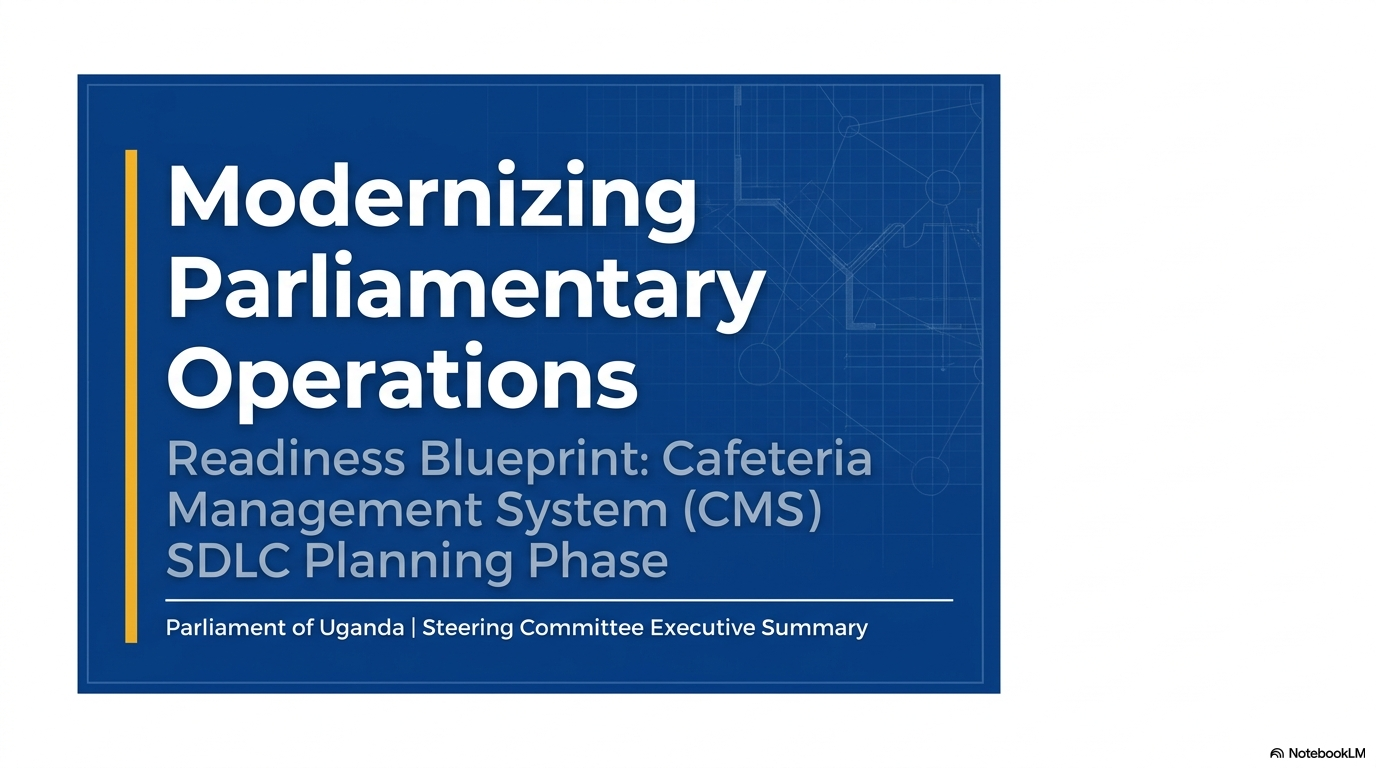 Modernizing
Parliamentary
Operations
Readiness Blueprint: Cafeteria
Management System (CMS)
SDLC Planning Phase
Parliament of Uganda | Steering Committee Executive Summary
NotebookLM